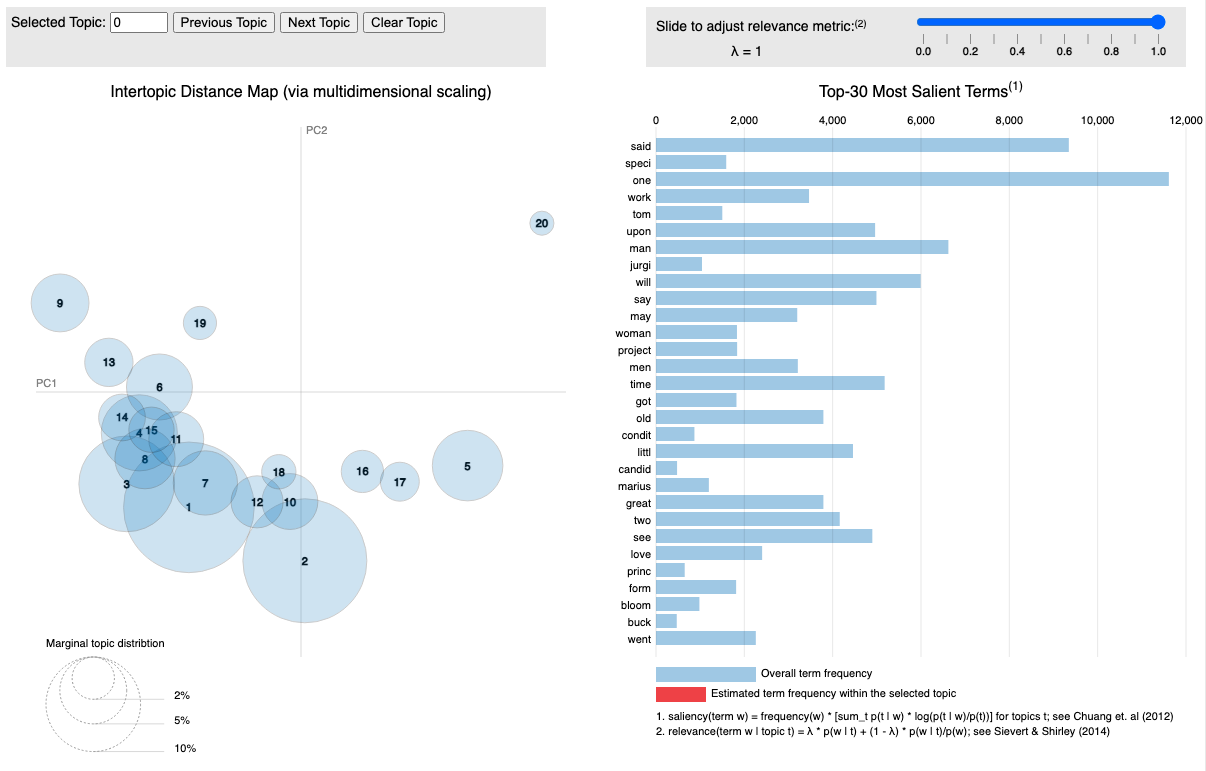 Selected Topic: 0 Previous Topic Next Topic Clear Topic
Slide to adjust relevance metric:(2)
λ = 1
0.0 0.2 0.4 0.6 0.8 1.0
Intertopic Distance Map (via multidimensional scaling)
PC2
PC1
20
9
19
13
6
14
4
15
11
8
3
7
1
18
12
10
16
17
5
2
Marginal topic distribtion
2%
5%
10%
Top-30 Most Salient Terms(1)
0 2,000 4,000 6,000 8,000 10,000 12,000
said
speci
one
work
tom
upon
man
jurgi
will
say
may
woman
project
men
time
got
old
condit
littl
candid
marius
great
two
see
love
princ
form
bloom
buck
went
Overall term frequency
Estimated term frequency within the selected topic
1. saliency(term w) = frequency(w) * [sum_t p(t | w) * log(p(t | w)/p(t))] for topics t; see Chuang et. al (2012)
2. relevance(term w | topic t) = λ * p(w | t) + (1 - λ) * p(w | t)/p(w); see Sievert & Shirley (2014)